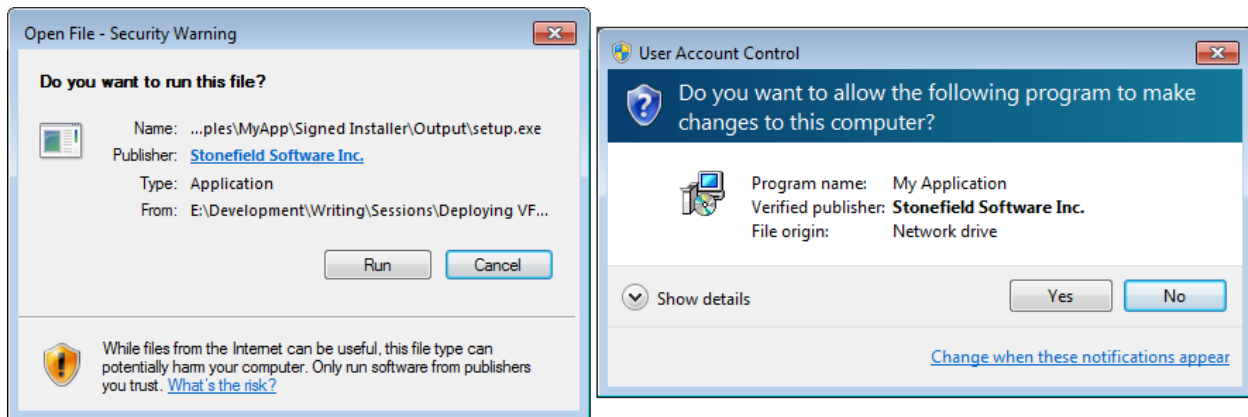 Open File - Security Warning
Do you want to run this file?
Name: ...ples\MyApp\Signed Installer\Output\setup.exe
Publisher: Stonefield Software Inc.
Type: Application
From: E:\Development\Writing\Sessions\Deploying VF...
Run Cancel
While files from the Internet can be useful, this file type can
potentially harm your computer. Only run software from publishers
you trust. What's the risk?
User Account Control
Do you want to allow the following program to make
changes to this computer?
Program name: My Application
Verified publisher: Stonefield Software Inc.
File origin: Network drive
Show details Yes No
Change when these notifications appear